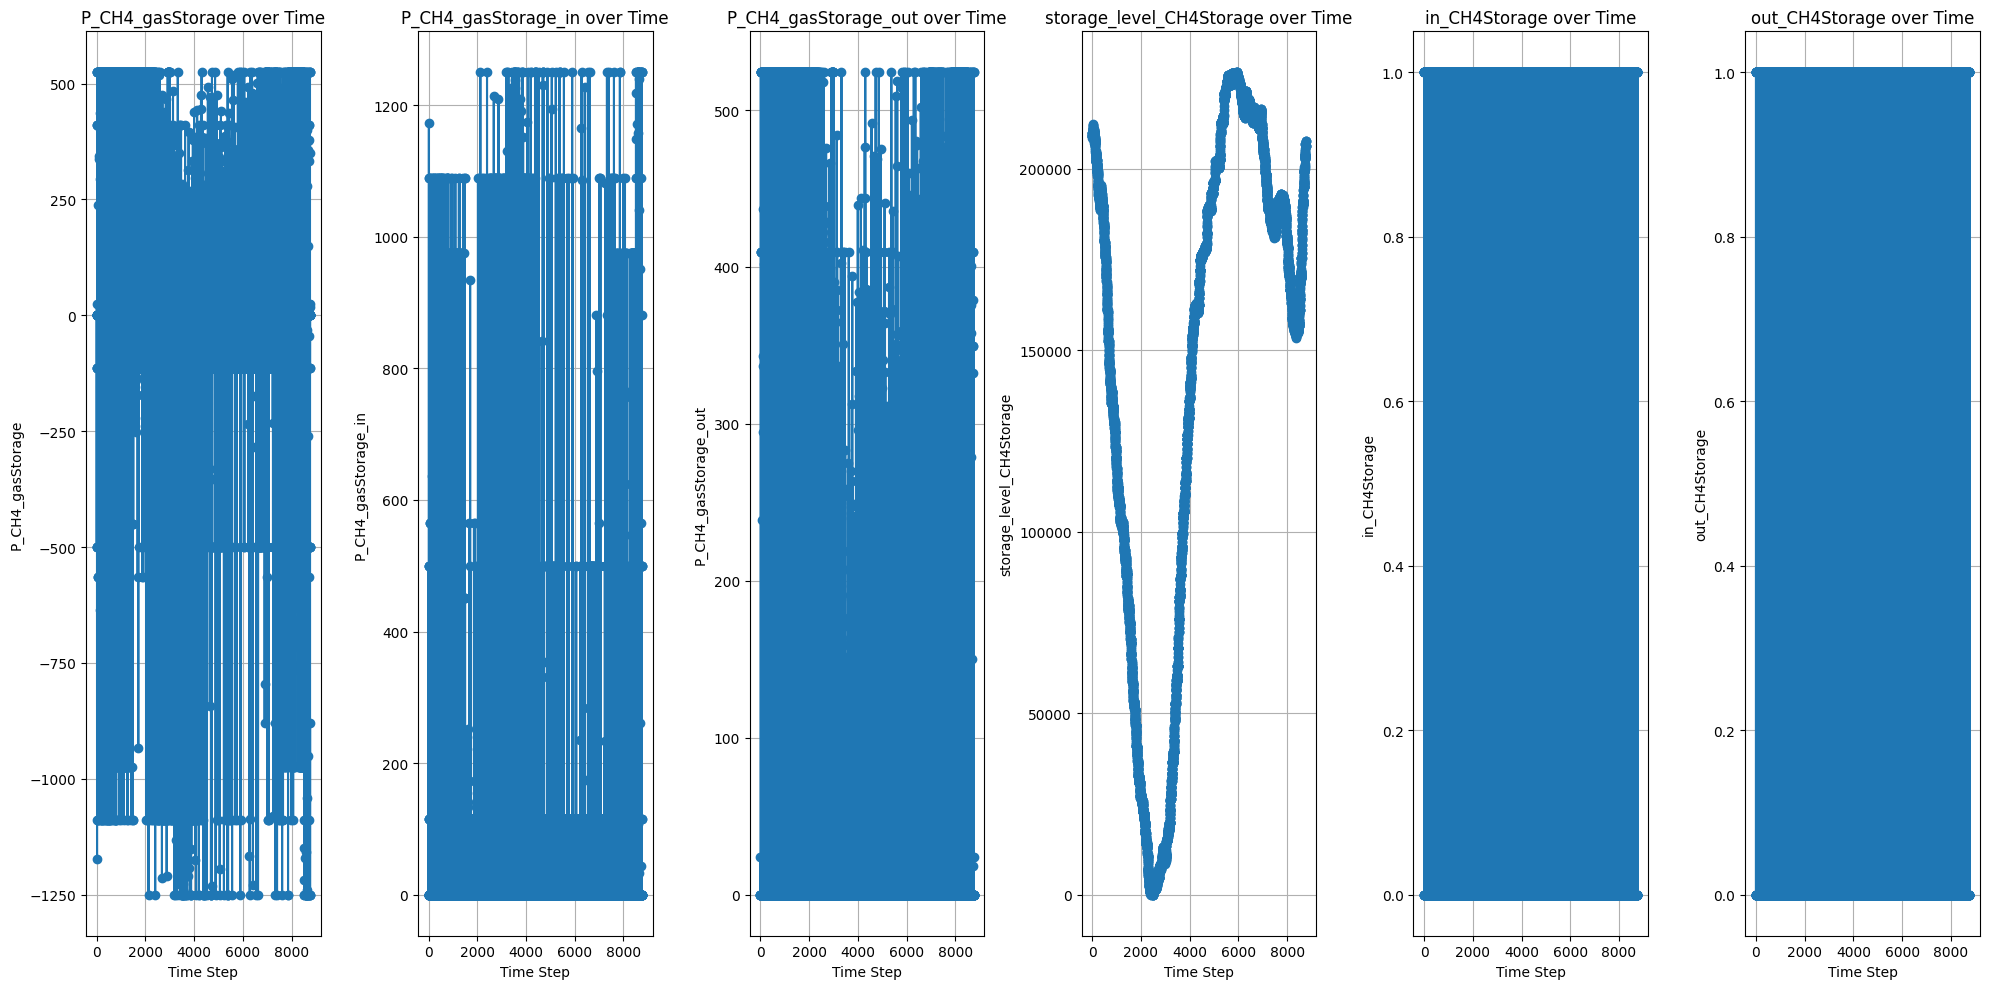 P_CH4_gasStorage over Time
P_CH4_gasStorage
500
250
0
−250
−500
−750
−1000
−1250
0 2000 4000 6000 8000
Time Step
P_CH4_gasStorage_in over Time
P_CH4_gasStorage_in
1200
1000
800
600
400
200
0
0 2000 4000 6000 8000
Time Step
P_CH4_gasStorage_out over Time
P_CH4_gasStorage_out
500
400
300
200
100
0
0 2000 4000 6000 8000
Time Step
storage_level_CH4Storage over Time
storage_level_CH4Storage
200000
150000
100000
50000
0
0 2000 4000 6000 8000
Time Step
in_CH4Storage over Time
in_CH4Storage
1.0
0.8
0.6
0.4
0.2
0.0
0 2000 4000 6000 8000
Time Step
out_CH4Storage over Time
out_CH4Storage
1.0
0.8
0.6
0.4
0.2
0.0
0 2000 4000 6000 8000
Time Step